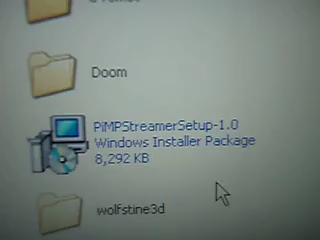 Doom
PiMPStreamerSetup-1.0
Windows Installer Package
8,292 KB
wolfstine3d